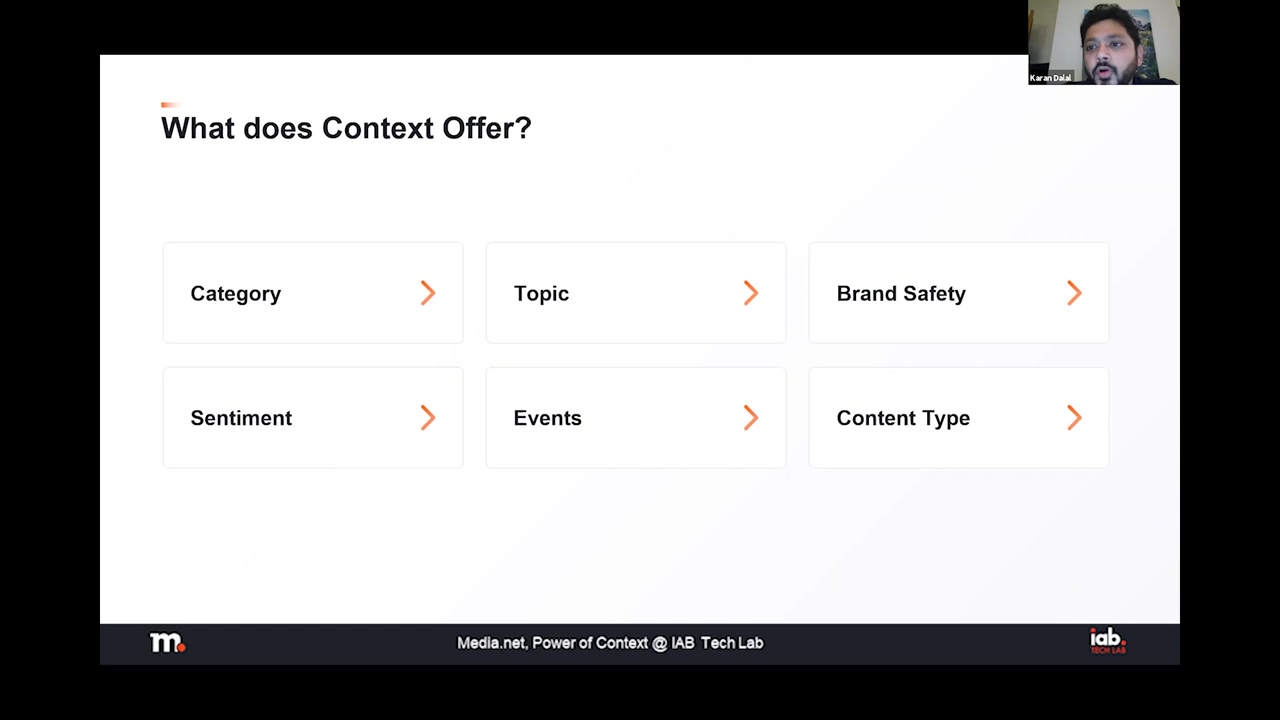 Karan Dalal
What does Context Offer?
Category
Topic
Brand Safety
Sentiment
Events
Content Type
m.
Media.net, Power of Context @ IAB Tech Lab
iab.
TECH LAB